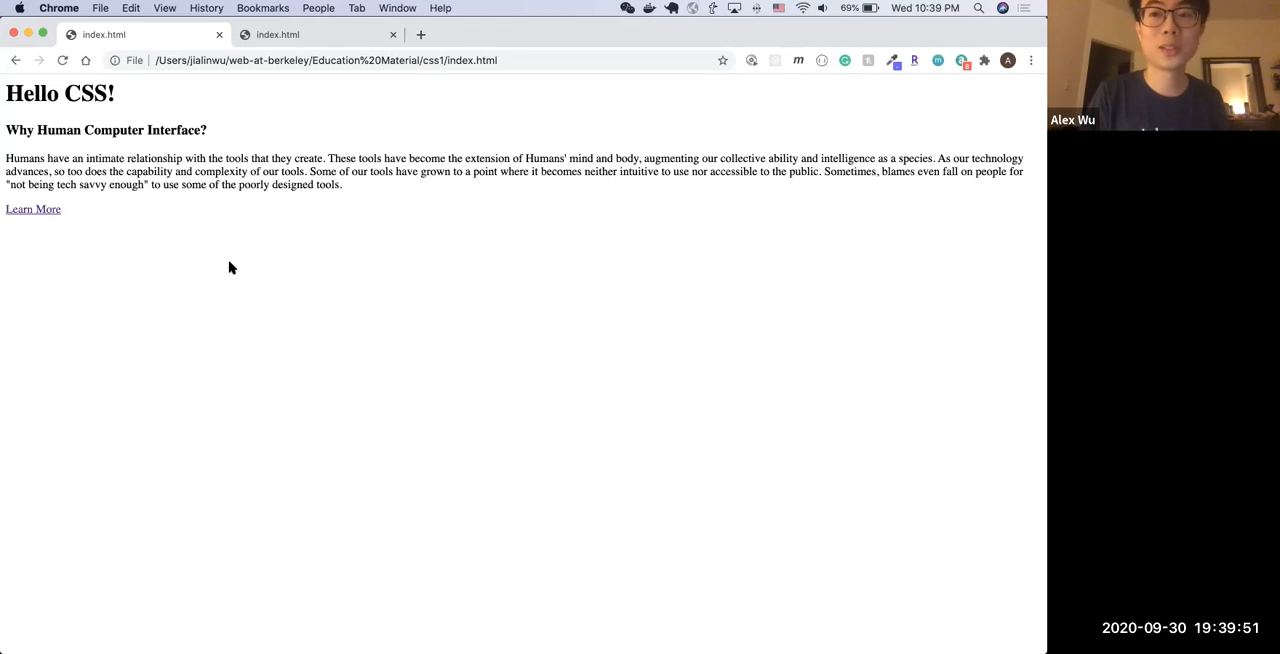 Chrome File Edit View History Bookmarks People Tab Window Help 69% Wed 10:39 PM
index.html index.html
File /Users/jialinwu/web-at-berkeley/Education%20Material/css1/index.html
Hello CSS!
Why Human Computer Interface?
Humans have an intimate relationship with the tools that they create. These tools have become the extension of Humans' mind and body, augmenting our collective ability and intelligence as a species. As our technology
advances, so too does the capability and complexity of our tools. Some of our tools have grown to a point where it becomes neither intuitive to use nor accessible to the public. Sometimes, blames even fall on people for
"not being tech savvy enough" to use some of the poorly designed tools.
Learn More
Alex Wu
2020-09-30 19:39:51